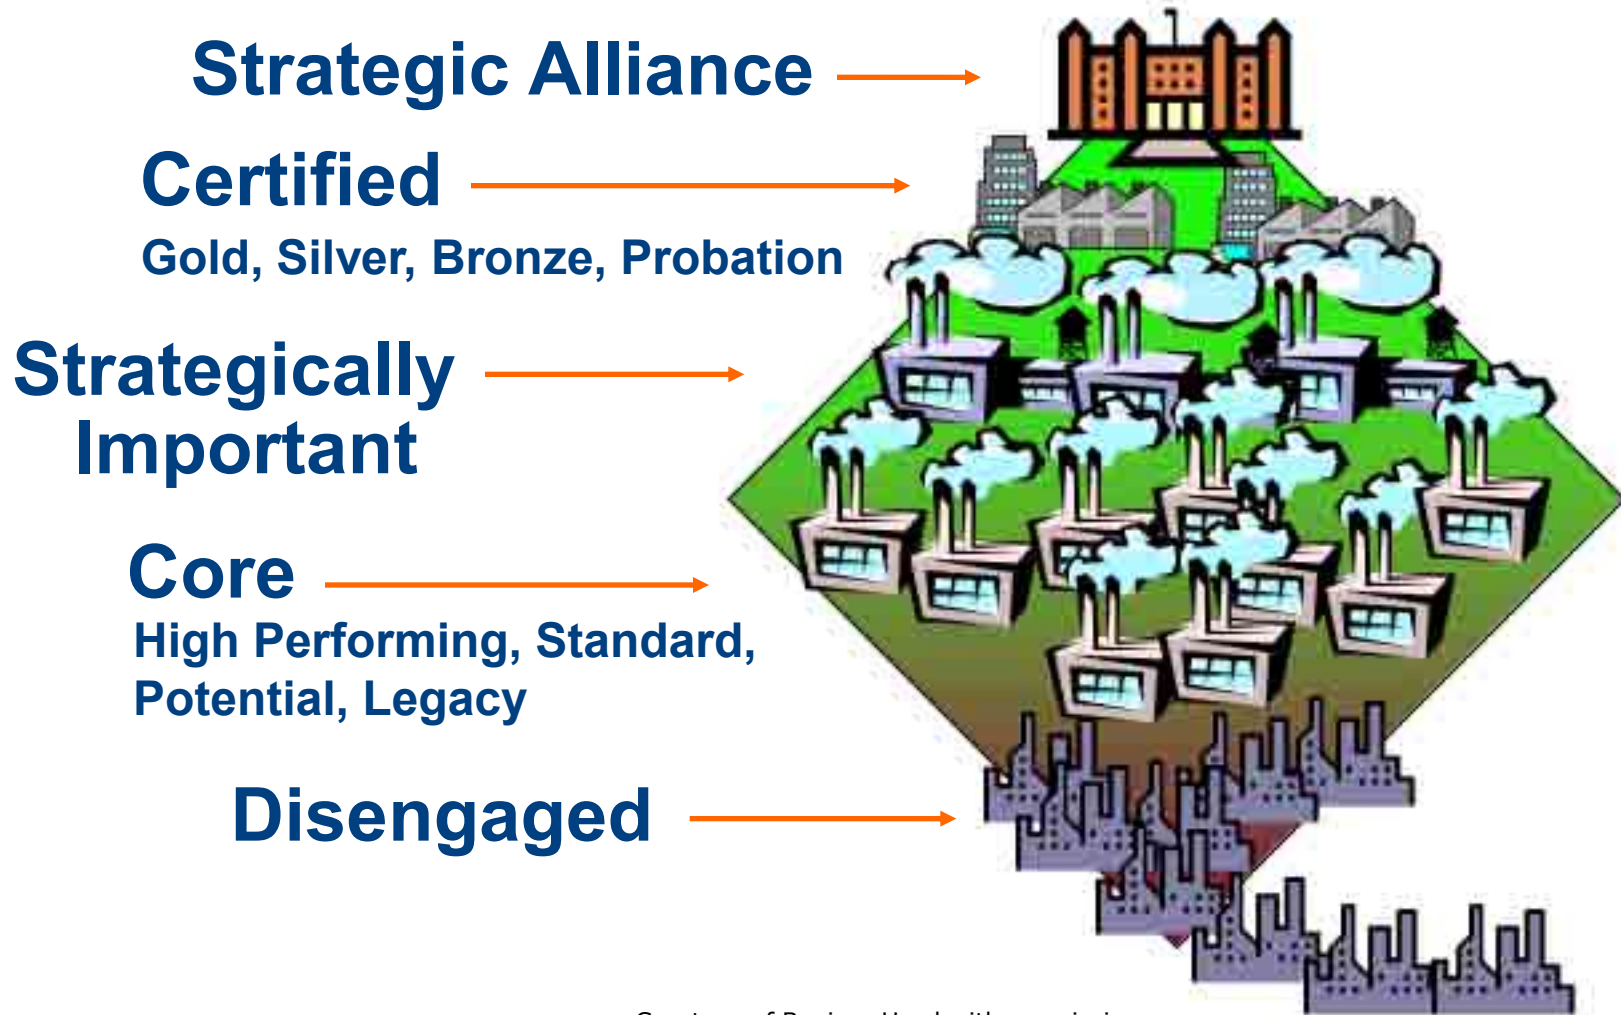 Strategic Alliance
Certified
Gold, Silver, Bronze, Probation
Strategically
Important
Core
High Performing, Standard,
Potential, Legacy
Disengaged